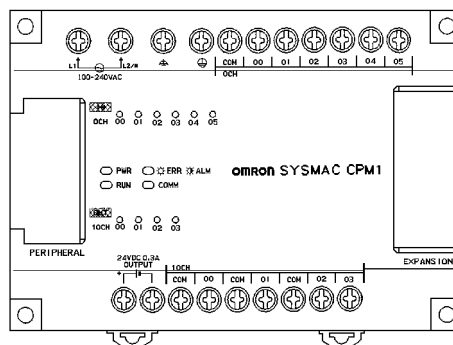 L1 L2/N
100-240VAC
COM 00 01 02 03 04 05
0CH
0CH 00 01 02 03 04 05
PWR ERR ALM
RUN COMM
omron SYSMAC CPM1
10CH 00 01 02 03
PERIPHERAL
EXPANSION
24VDC 0.3A
OUTPUT
+ -
10CH
COM 00 COM 01 COM 02 03